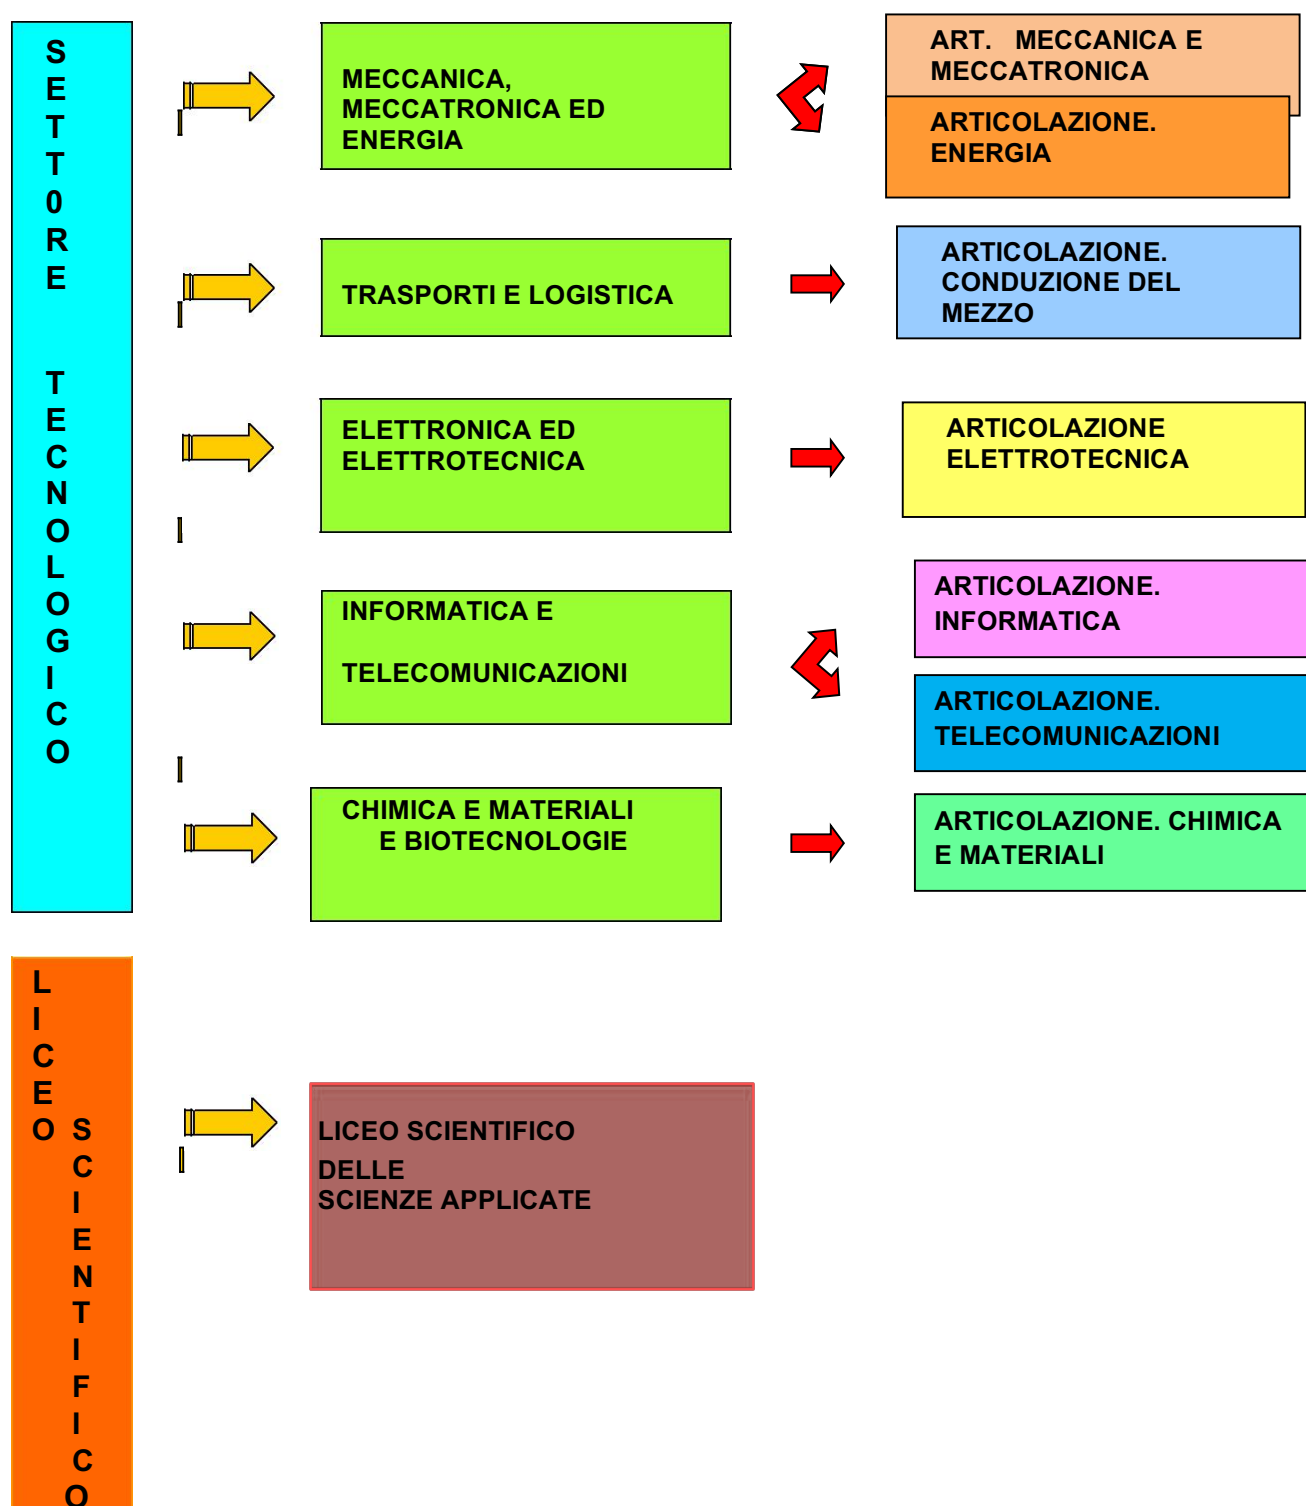 SETT0RE TECNOLOGICO
MECCANICA,
MECCATRONICA ED
ENERGIA
ART. MECCANICA E
MECCATRONICA
ARTICOLAZIONE.
ENERGIA
TRASPORTI E LOGISTICA
ARTICOLAZIONE.
CONDUZIONE DEL
MEZZO
ELETTRONICA ED
ELETTROTECNICA
ARTICOLAZIONE
ELETTROTECNICA
INFORMATICA E
TELECOMUNICAZIONI
ARTICOLAZIONE.
INFORMATICA
ARTICOLAZIONE.
TELECOMUNICAZIONI
CHIMICA E MATERIALI
E BIOTECNOLOGIE
ARTICOLAZIONE. CHIMICA
E MATERIALI
LICEO
SCIENTIFICO
LICEO SCIENTIFICO
DELLE
SCIENZE APPLICATE